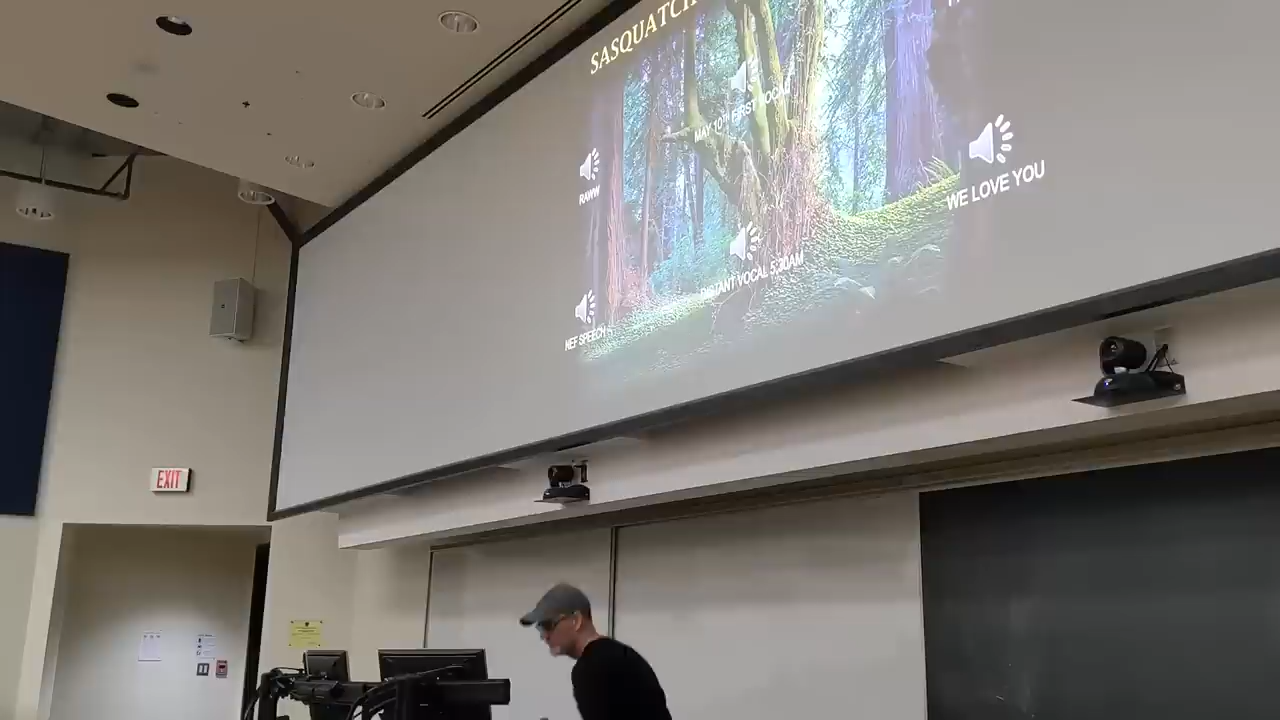 SASQUATCH
MAY 10TH FIRST VOCAL
RAWW
WE LOVE YOU
DISTANT VOCAL 5:30AM
NEF SPEECH
EXIT